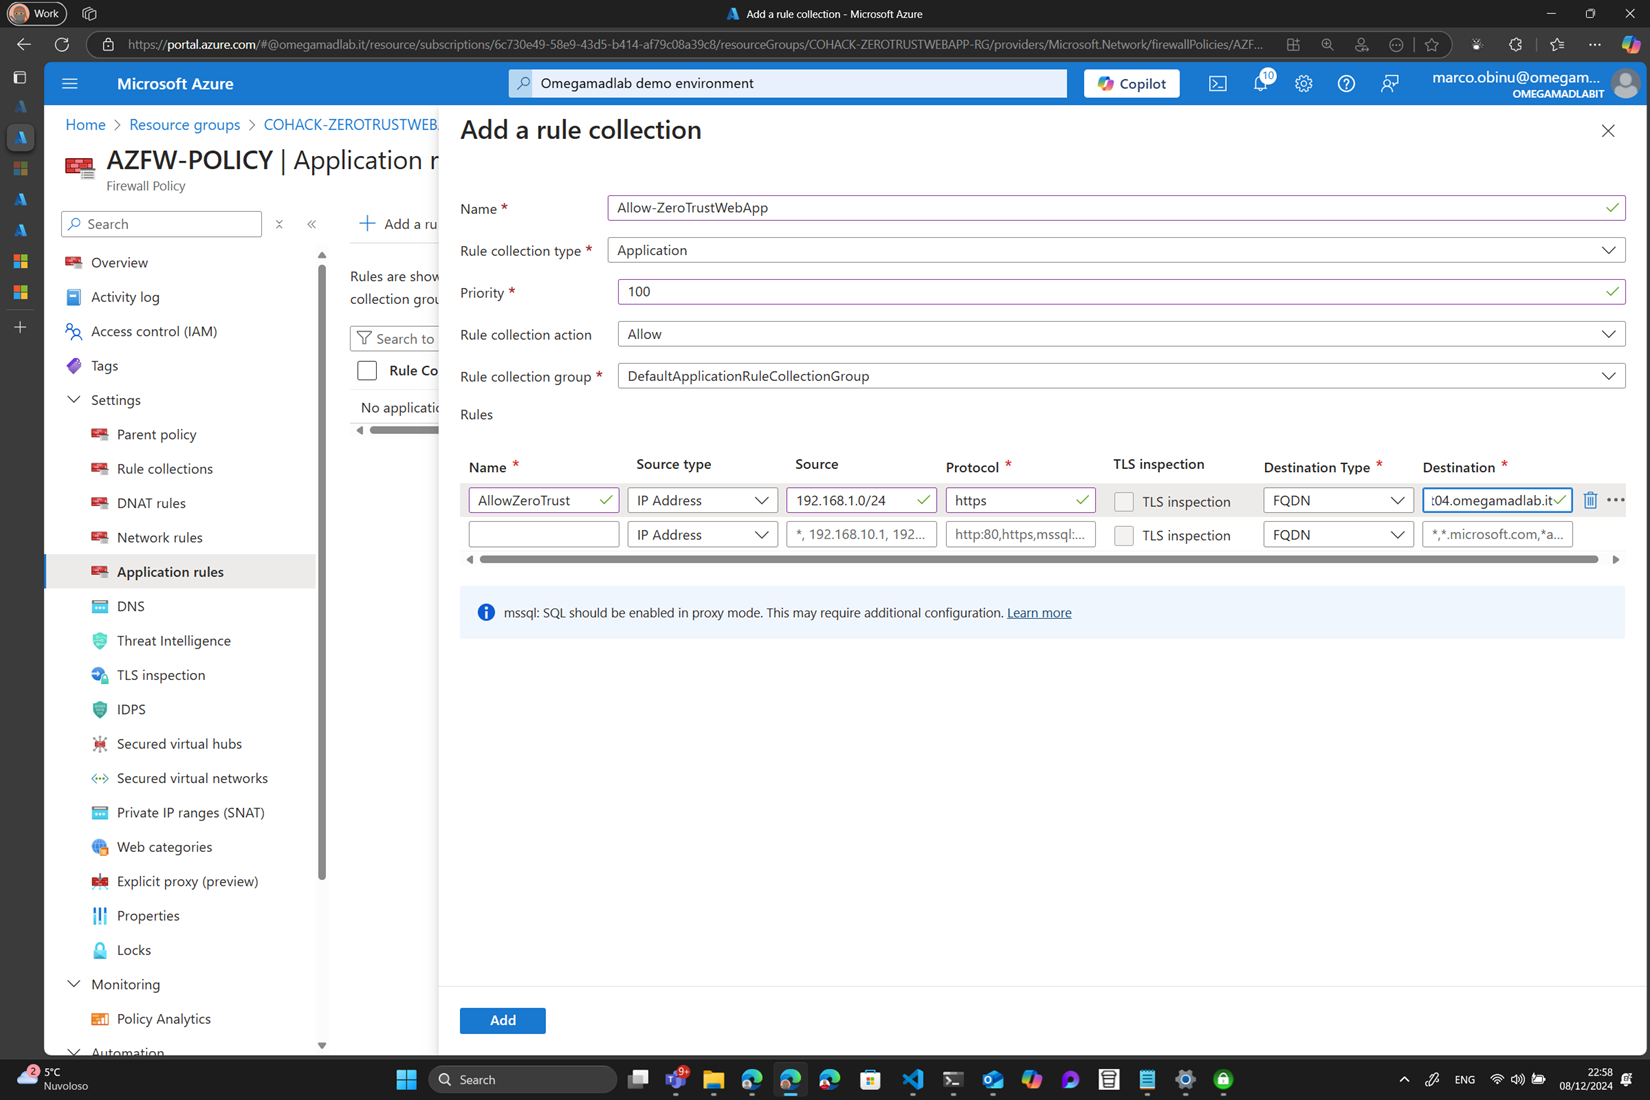 Work
Add a rule collection - Microsoft Azure
https://portal.azure.com/#@omegamadlab.it/resource/subscriptions/6c730e49-58e9-43d5-b414-af79c08a39c8/resourceGroups/COHACK-ZEROTRUSTWEBAPP-RG/providers/Microsoft.Network/firewallPolicies/AZF...
Microsoft Azure
Omegamadlab demo environment
Copilot
10
marco.obinu@omegam...
OMEGAMADLABIT
Home > Resource groups > COHACK-ZEROTRUSTWEB
AZFW-POLICY | Application r
Firewall Policy
Search
Overview
Activity log
Access control (IAM)
Tags
Settings
Parent policy
Rule collections
DNAT rules
Network rules
Application rules
DNS
Threat Intelligence
TLS inspection
IDPS
Secured virtual hubs
Secured virtual networks
Private IP ranges (SNAT)
Web categories
Explicit proxy (preview)
Properties
Locks
Monitoring
Policy Analytics
Automation
Add a ru
Rules are show
collection grou
Search to
Rule Co
No applicatio
Add a rule collection
Name *
Allow-ZeroTrustWebApp
Rule collection type *
Application
Priority *
100
Rule collection action
Allow
Rule collection group *
DefaultApplicationRuleCollectionGroup
Rules
Name * Source type Source Protocol * TLS inspection Destination Type * Destination *
AllowZeroTrust IP Address 192.168.1.0/24 https TLS inspection FQDN t04.omegamadlab.it
IP Address *, 192.168.10.1, 192... http:80,https,mssql:... TLS inspection FQDN *,*.microsoft.com,*a...
mssql: SQL should be enabled in proxy mode. This may require additional configuration. Learn more
Add
2
5°C
Nuvoloso
Search
9+
ENG
22:58
08/12/2024